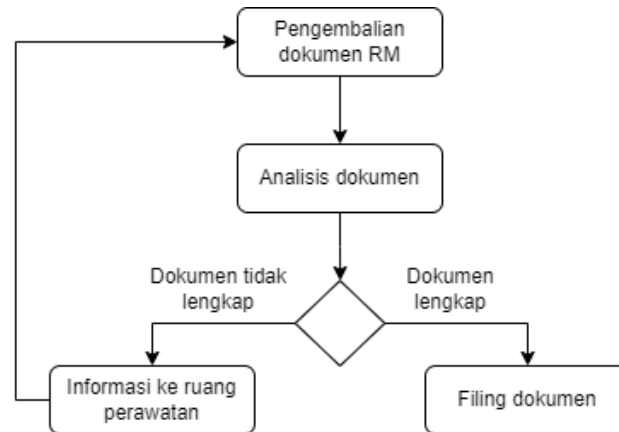 Pengembalian
dokumen RM
Analisis dokumen
Dokumen tidak
lengkap
Dokumen
lengkap
Informasi ke ruang
perawatan
Filing dokumen